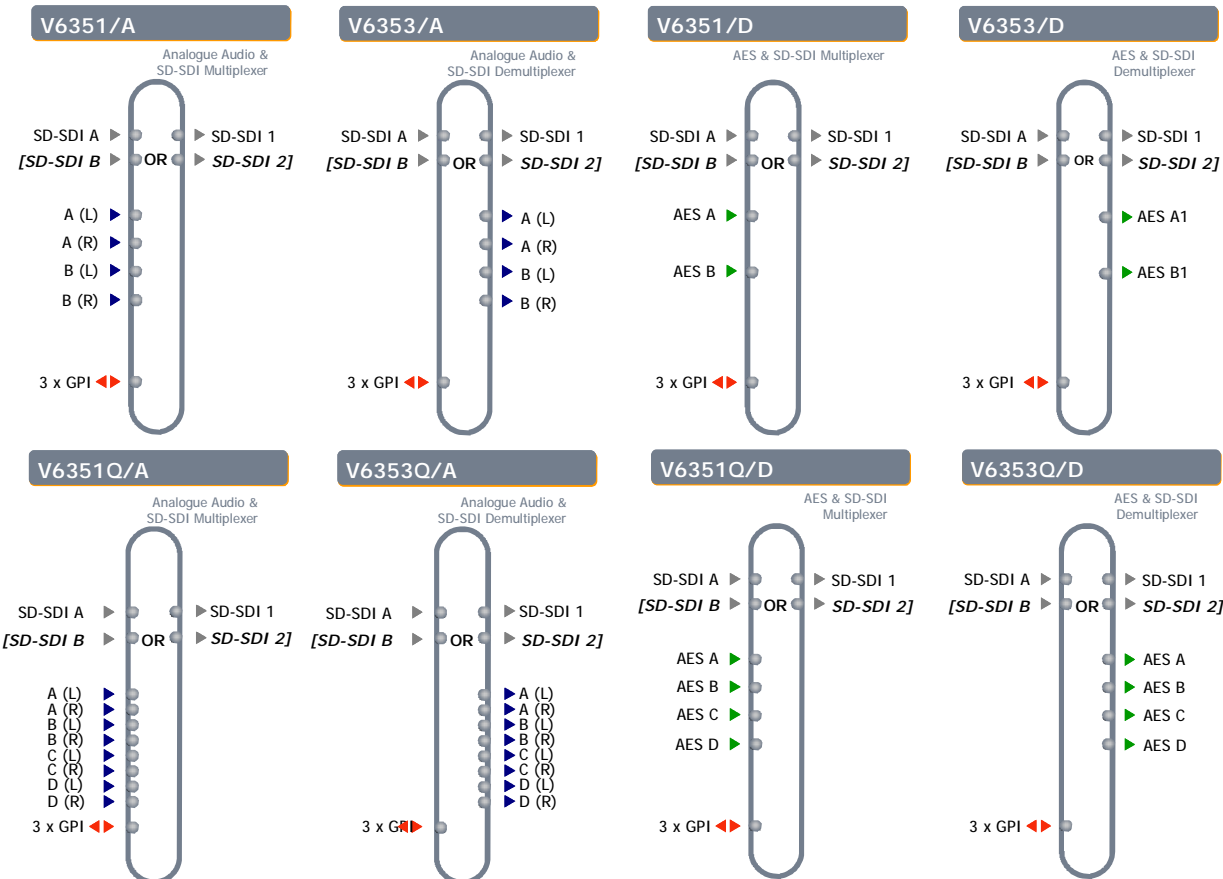 V6351/A
Analogue Audio &
SD-SDI Multiplexer
SD-SDI A
SD-SDI 1
[SD-SDI B
OR
SD-SDI 2]
A (L)
A (R)
B (L)
B (R)
3 x GPI
V6353/A
Analogue Audio &
SD-SDI Demultiplexer
SD-SDI A
SD-SDI 1
[SD-SDI B
OR
SD-SDI 2]
A (L)
A (R)
B (L)
B (R)
3 x GPI
V6351/D
AES & SD-SDI Multiplexer
SD-SDI A
SD-SDI 1
[SD-SDI B
OR
SD-SDI 2]
AES A
AES B
3 x GPI
V6353/D
AES & SD-SDI
Demultiplexer
SD-SDI A
SD-SDI 1
[SD-SDI B
OR
SD-SDI 2]
AES A1
AES B1
3 x GPI
V6351Q/A
Analogue Audio &
SD-SDI Multiplexer
SD-SDI A
SD-SDI 1
[SD-SDI B
OR
SD-SDI 2]
A (L)
A (R)
B (L)
B (R)
C (L)
C (R)
D (L)
D (R)
3 x GPI
V6353Q/A
Analogue Audio &
SD-SDI Demultiplexer
SD-SDI A
SD-SDI 1
[SD-SDI B
OR
SD-SDI 2]
A (L)
A (R)
B (L)
B (R)
C (L)
C (R)
D (L)
D (R)
3 x GPI
V6351Q/D
AES & SD-SDI
Multiplexer
SD-SDI A
SD-SDI 1
[SD-SDI B
OR
SD-SDI 2]
AES A
AES B
AES C
AES D
3 x GPI
V6353Q/D
AES & SD-SDI
Demultiplexer
SD-SDI A
SD-SDI 1
[SD-SDI B
OR
SD-SDI 2]
AES A
AES B
AES C
AES D
3 x GPI